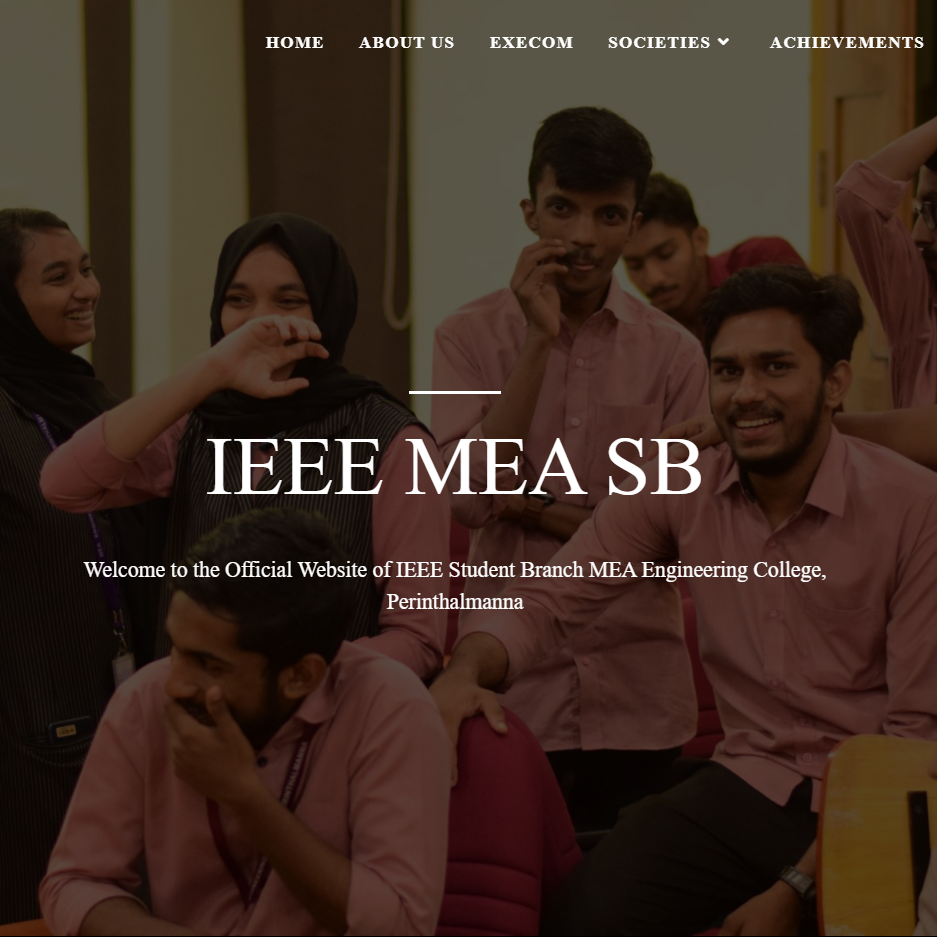 HOME ABOUT US EXECOM SOCIETIES ACHIEVEMENTS
IEEE MEA SB
Welcome to the Official Website of IEEE Student Branch MEA Engineering College,
Perinthalmanna